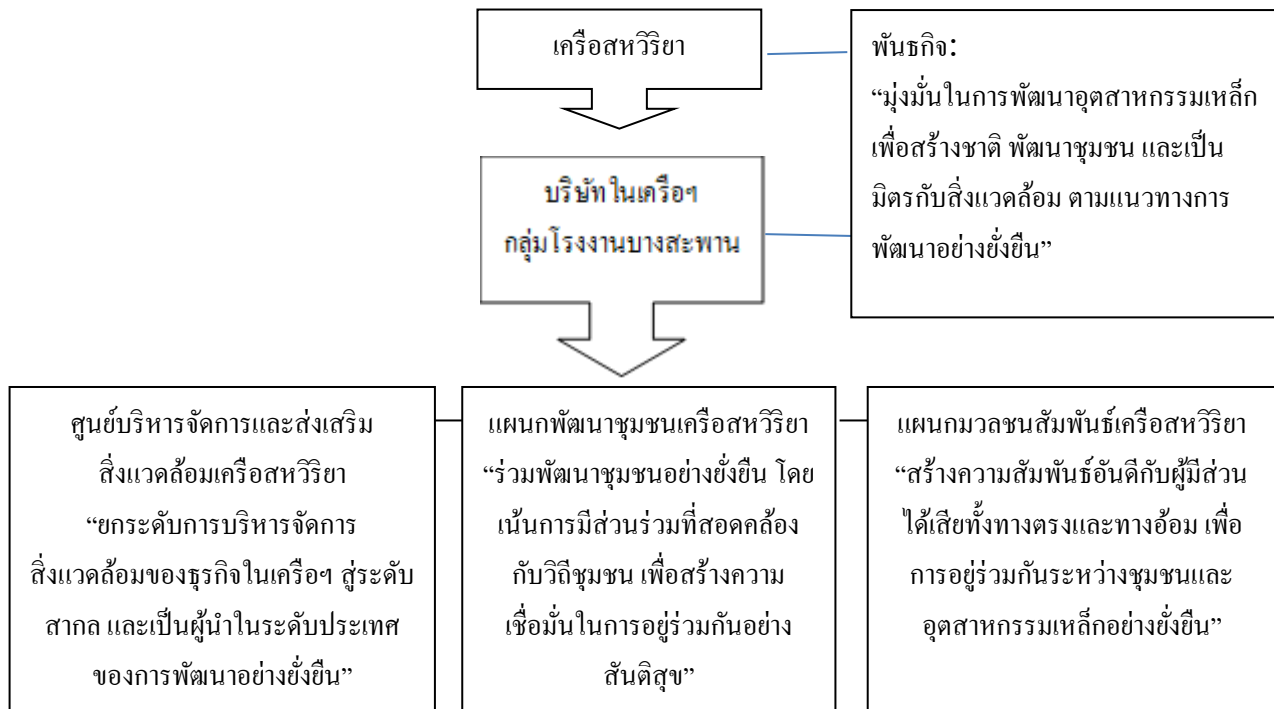 เครือสหวิริยา
พันธกิจ:
“มุ่งมั่นในการพัฒนาอุตสาหกรรมเหล็ก
เพื่อสร้างชาติ พัฒนาชุมชน และเป็น
มิตรกับสิ่งแวดล้อม ตามแนวทางการ
พัฒนาอย่างยั่งยืน”
บริษัทในเครือฯ
กลุ่มโรงงานบางสะพาน
ศูนย์บริหารจัดการและส่งเสริม
สิ่งแวดล้อมเครือสหวิริยา
“ยกระดับการบริหารจัดการ
สิ่งแวดล้อมของธุรกิจในเครือฯ สู่ระดับ
สากล และเป็นผู้นำในระดับประเทศ
ของการพัฒนาอย่างยั่งยืน”
แผนกพัฒนาชุมชนเครือสหวิริยา
“ร่วมพัฒนาชุมชนอย่างยั่งยืน โดย
เน้นการมีส่วนร่วมที่สอดคล้อง
กับวิถีชุมชน เพื่อสร้างความ
เชื่อมั่นในการอยู่ร่วมกันอย่าง
สันติสุข”
แผนกมวลชนสัมพันธ์เครือสหวิริยา
“สร้างความสัมพันธ์อันดีกับผู้มีส่วน
ได้เสียทั้งทางตรงและทางอ้อม เพื่อ
การอยู่ร่วมกันระหว่างชุมชนและ
อุตสาหกรรมเหล็กอย่างยั่งยืน”